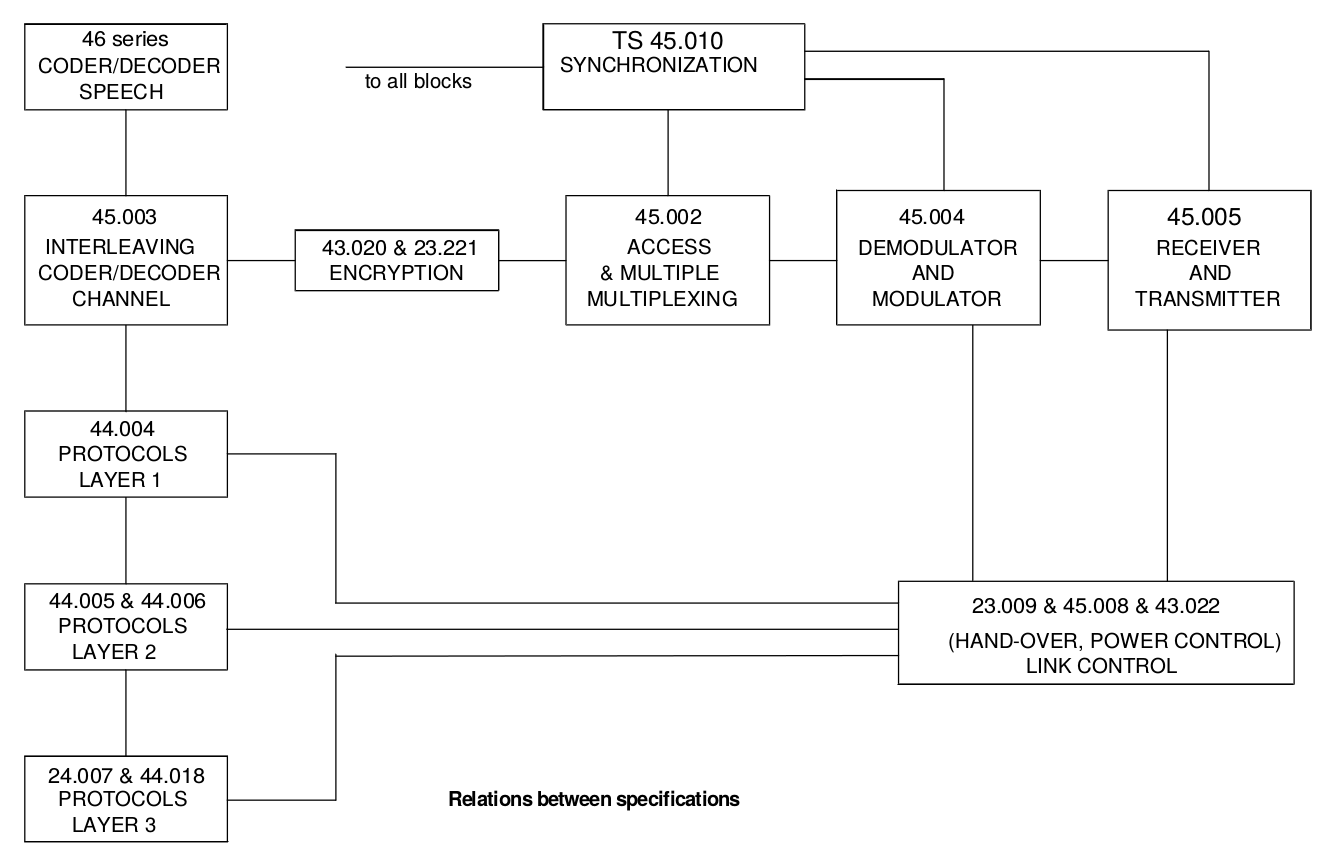 46 series
CODER/DECODER
SPEECH
to all blocks
TS 45.010
SYNCHRONIZATION
45.003
INTERLEAVING
CODER/DECODER
CHANNEL
43.020 & 23.221
ENCRYPTION
45.002
ACCESS
& MULTIPLE
MULTIPLEXING
45.004
DEMODULATOR
AND
MODULATOR
45.005
RECEIVER
AND
TRANSMITTER
44.004
PROTOCOLS
LAYER 1
44.005 & 44.006
PROTOCOLS
LAYER 2
23.009 & 45.008 & 43.022
(HAND-OVER, POWER CONTROL)
LINK CONTROL
24.007 & 44.018
PROTOCOLS
LAYER 3
Relations between specifications